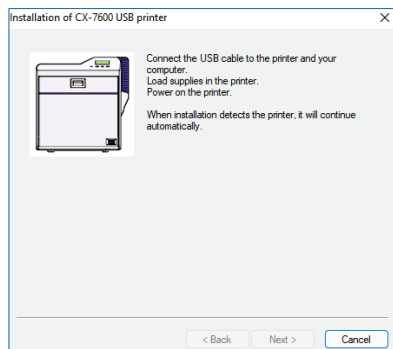 Installation of CX-7600 USB printer
Connect the USB cable to the printer and your
computer.
Load supplies in the printer.
Power on the printer.
When installation detects the printer, it will continue
automatically.
< Back
Next >
Cancel